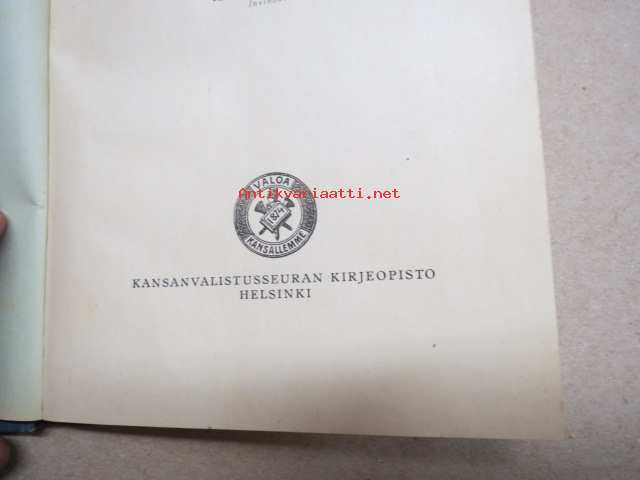 VALOA
1874
KANSALLEMME
Antikvariaatti.net
KANSANVALISTUSSEURAN KIRJEOPISTO
HELSINKI